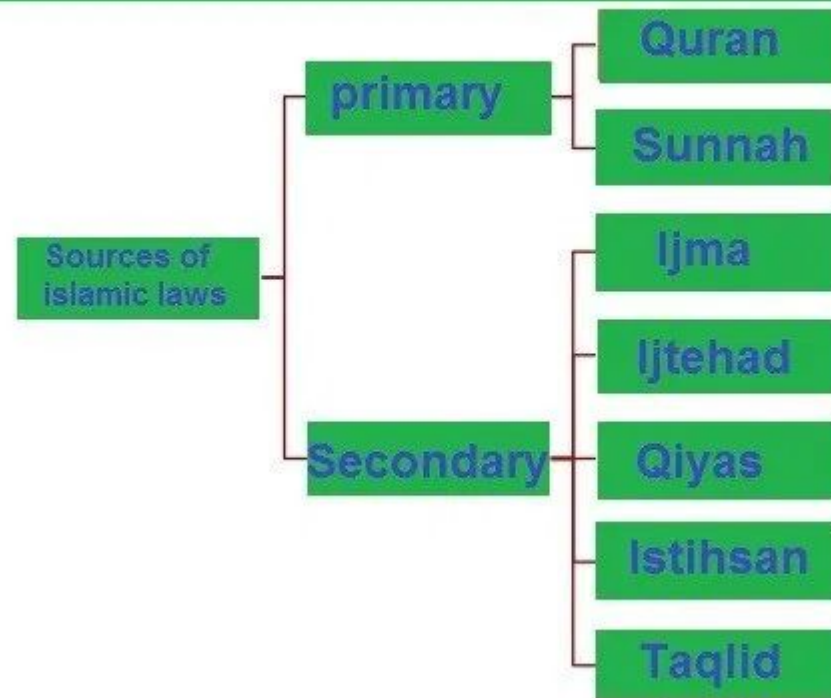 Sources of
islamic laws
primary
Quran
Sunnah
Secondary
Ijma
Ijtehad
Qiyas
Istihsan
Taqlid